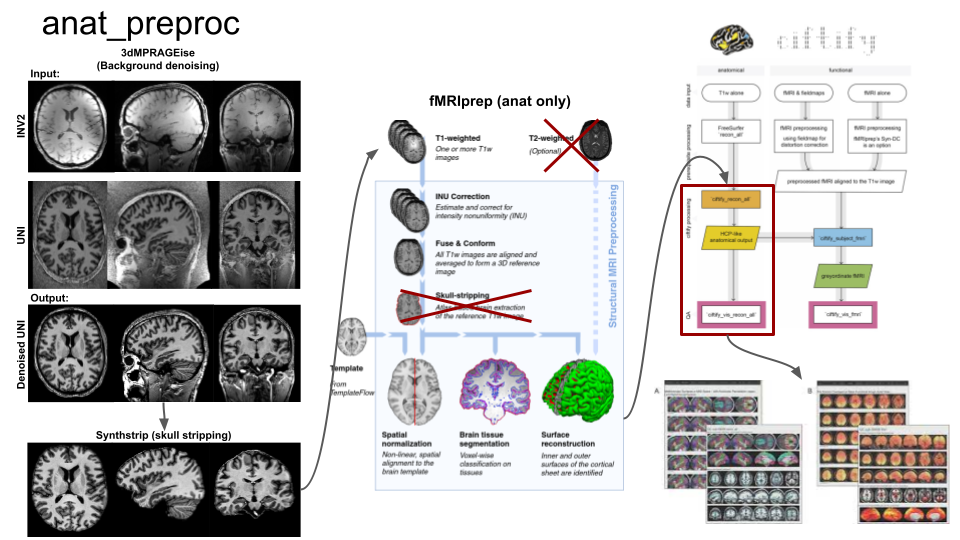 anat_preproc
3dMPRAGEise
(Background denoising)
Input:
INV2
UNI
Output:
Denoised UNI
Synthstrip (skull stripping)
fMRIprep (anat only)
T1-weighted
One or more T1w
images
T2-weighted
(Optional)
INU Correction
Estimate and correct for
intensity nonuniformity (INU)
Fuse & Conform
All T1w images are aligned and
averaged to form a 3D reference
image
Skull-stripping
brain extraction
of the reference T1w image
Structural MRI Preprocessing
Template
From
TemplateFlow
Spatial
normalization
Non-linear, spatial
alignment to the
brain template
Brain tissue
segmentation
Voxel-wise
classification on
tissues
Surface
reconstruction
Inner and outer
surfaces of the cortical
sheet are identified
ciftify
anatomical
functional
data input
T1w alone
fMRI & fieldmaps
fMRI alone
FreeSurfer
'recon_all'
fMRI preprocessing
using fieldmap for
distortion correction
fMRI preprocessing
fMRIprep's Syn-DC
is an option
preprocessed fMRI aligned to the T1w image
ciftify processing
'ciftify_recon_all'
HCP-like
anatomical output
'ciftify_subject_fmri'
greyordinate fMRI
QA
'ciftify_vis_recon_all'
'ciftify_vis_fmri'
A.
B.